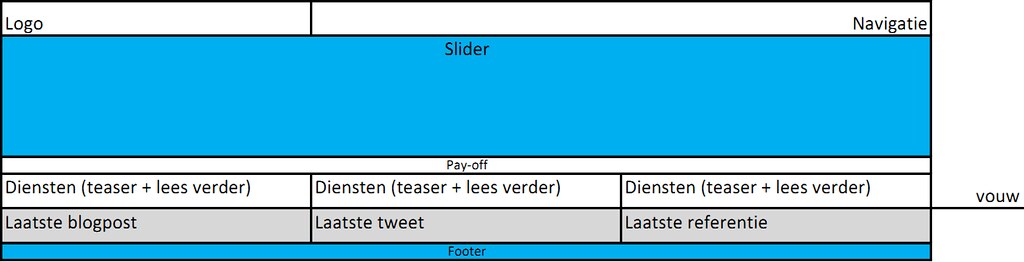 Logo
Navigatie
Slider
Pay-off
Diensten (teaser + lees verder)
Diensten (teaser + lees verder)
Diensten (teaser + lees verder)
vouw
Laatste blogpost
Laatste tweet
Laatste referentie
Footer